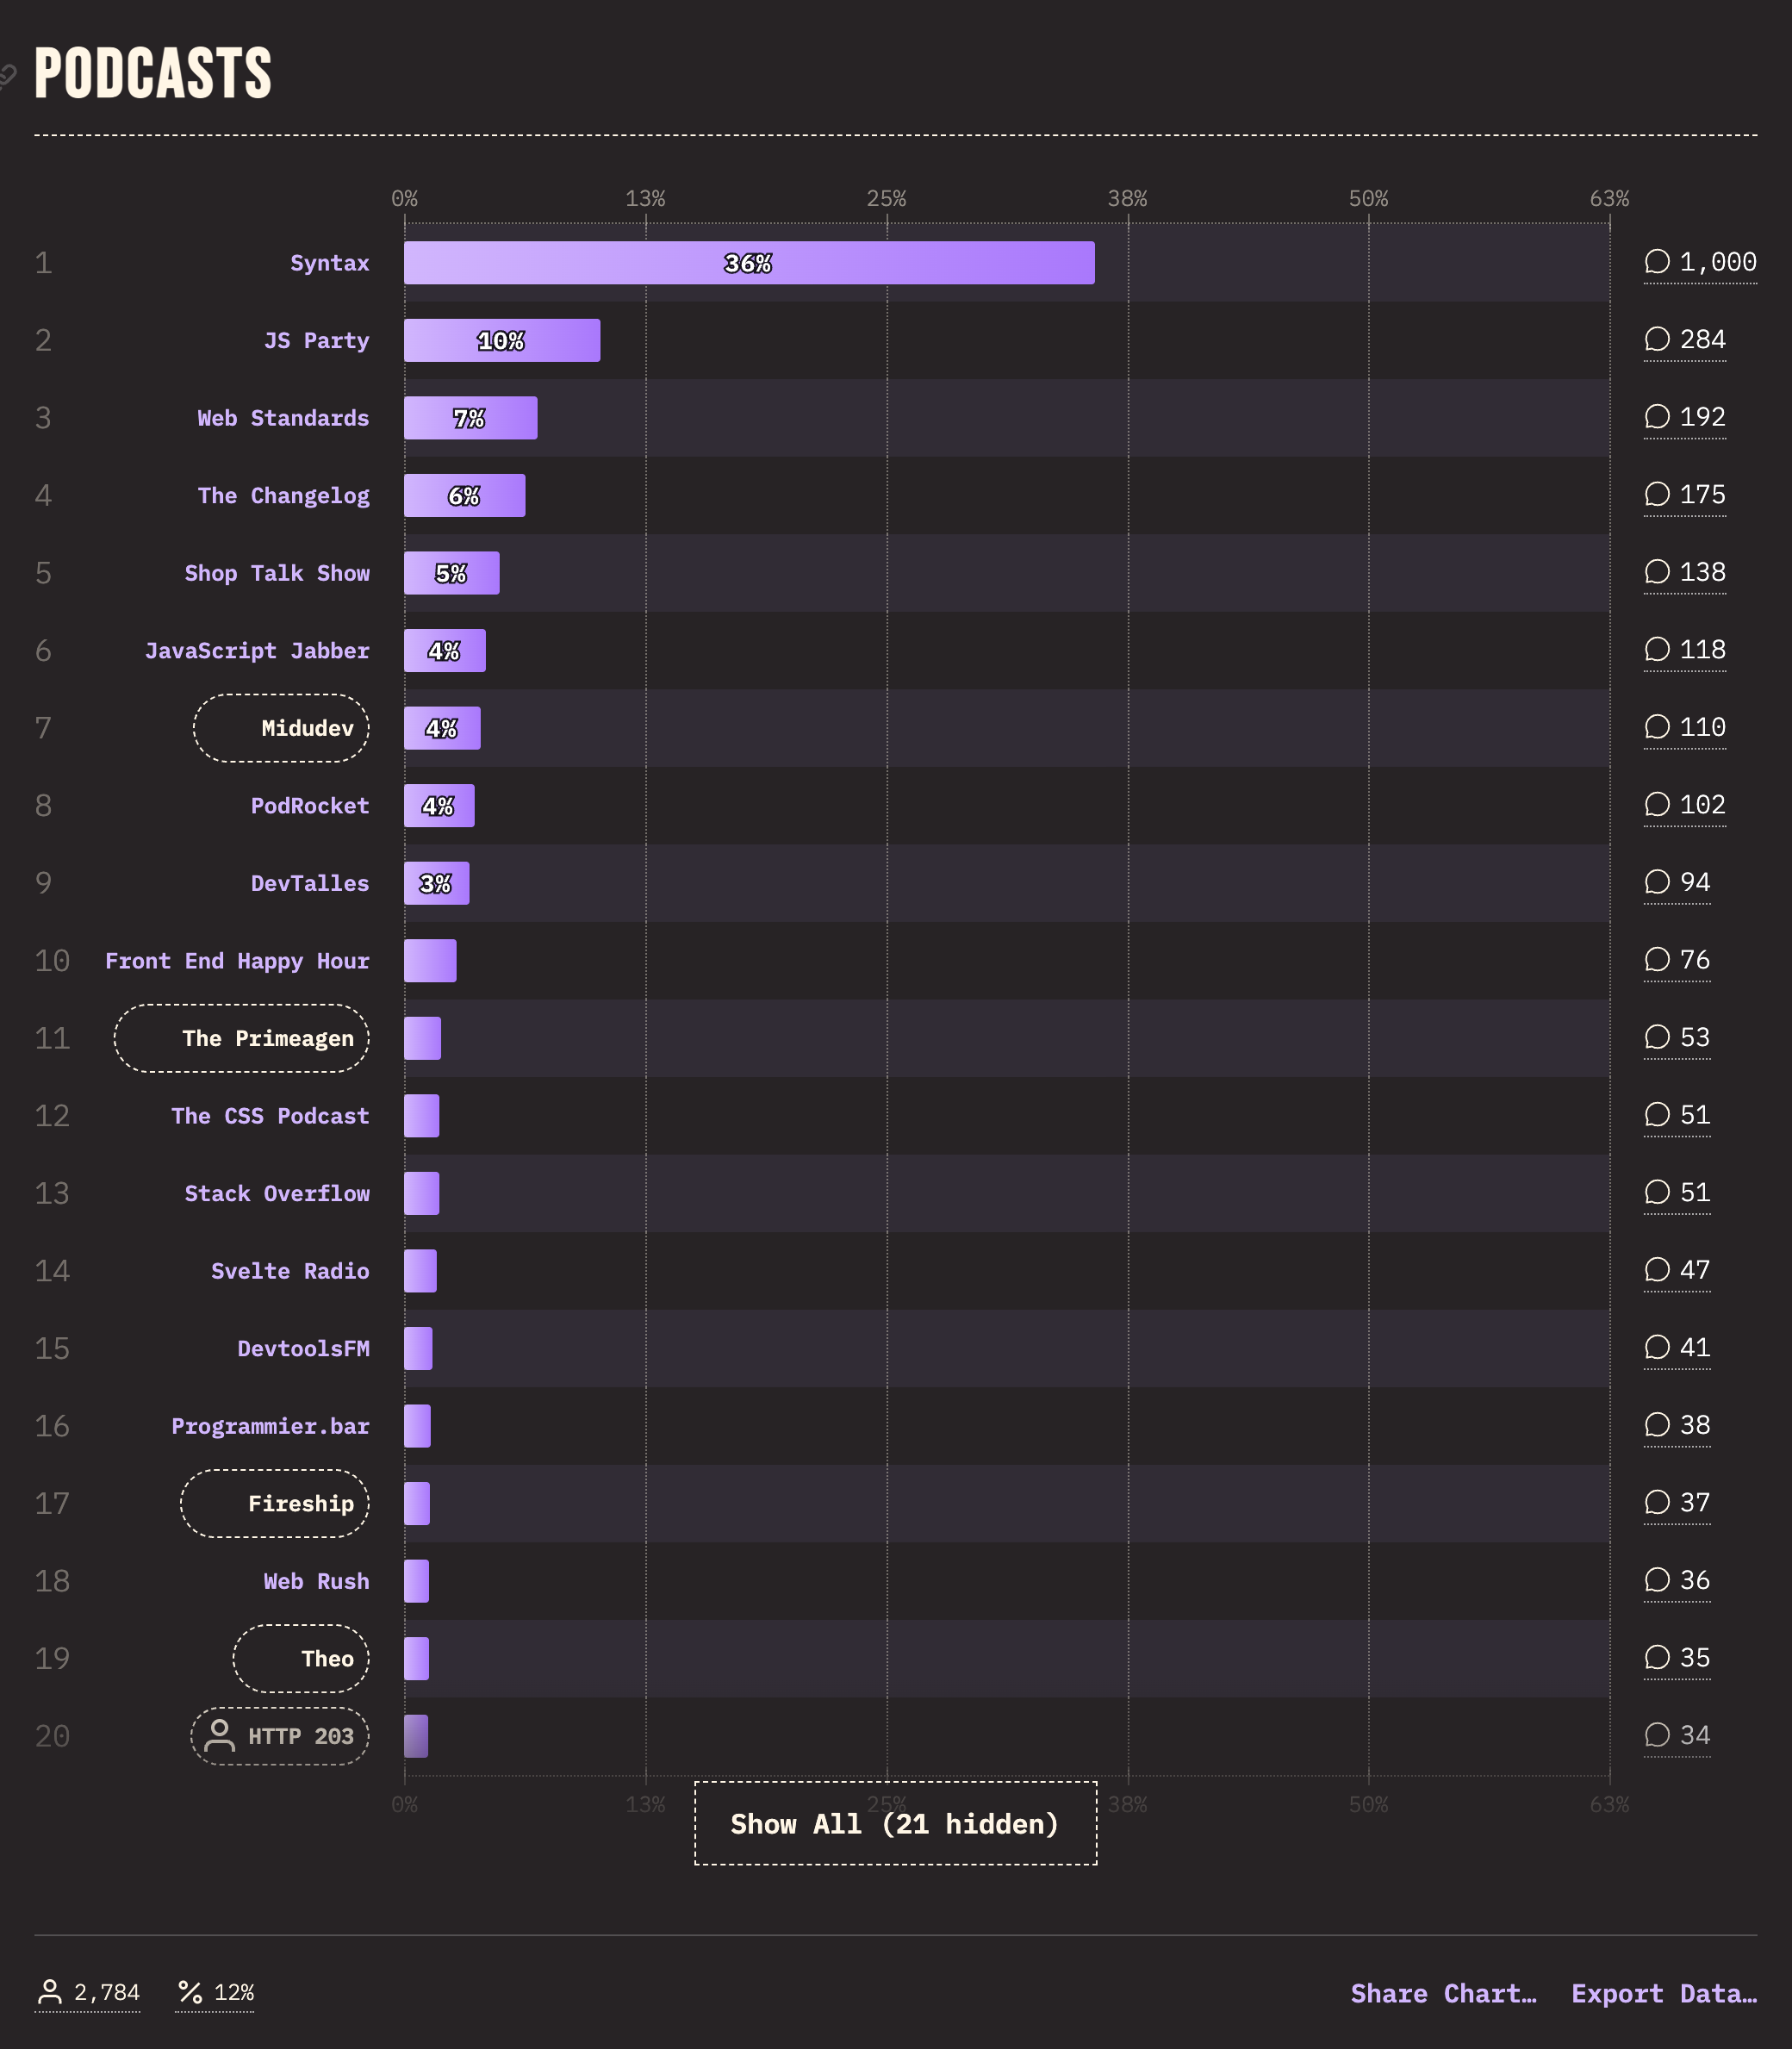 PODCASTS
0% 13% 25% 38% 50% 63%
1 Syntax 36% 1,000
2 JS Party 10% 284
3 Web Standards 7% 192
4 The Changelog 6% 175
5 Shop Talk Show 5% 138
6 JavaScript Jabber 4% 118
7 Midudev 4% 110
8 PodRocket 4% 102
9 DevTalles 3% 94
10 Front End Happy Hour 76
11 The Primeagen 53
12 The CSS Podcast 51
13 Stack Overflow 51
14 Svelte Radio 47
15 DevtoolsFM 41
16 Programmier.bar 38
17 Fireship 37
18 Web Rush 36
19 Theo 35
20 HTTP 203 34
0% 13% 25% 38% 50% 63%
Show All (21 hidden)
2,784 12% Share Chart… Export Data…